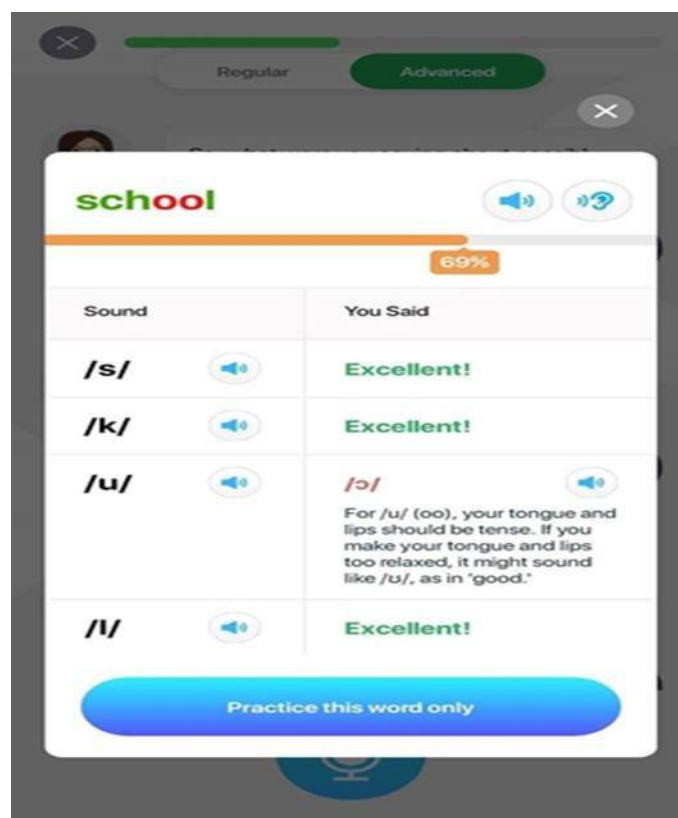 Regular Advanced
school
69%
Sound You Said
/s/ Excellent!
/k/ Excellent!
/u/ /ɔ/
For /u/ (oo), your tongue and
lips should be tense. If you
make your tongue and lips
too relaxed, it might sound
like /ʊ/, as in "good."
/l/ Excellent!
Practice this word only